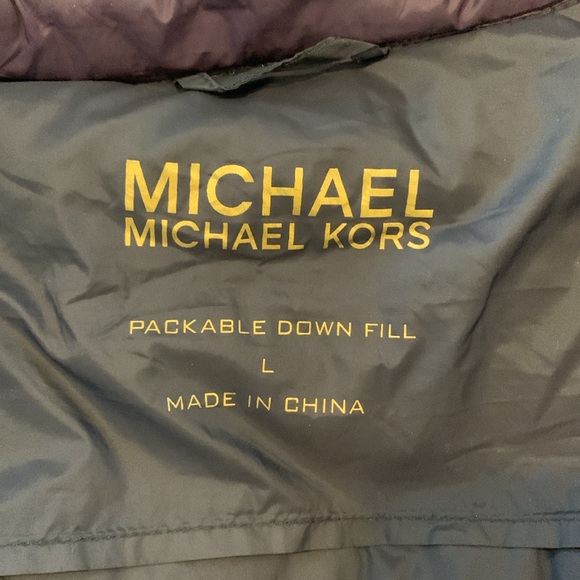 MICHAEL
MICHAEL KORS
PACKABLE DOWN FILL
L
MADE IN CHINA